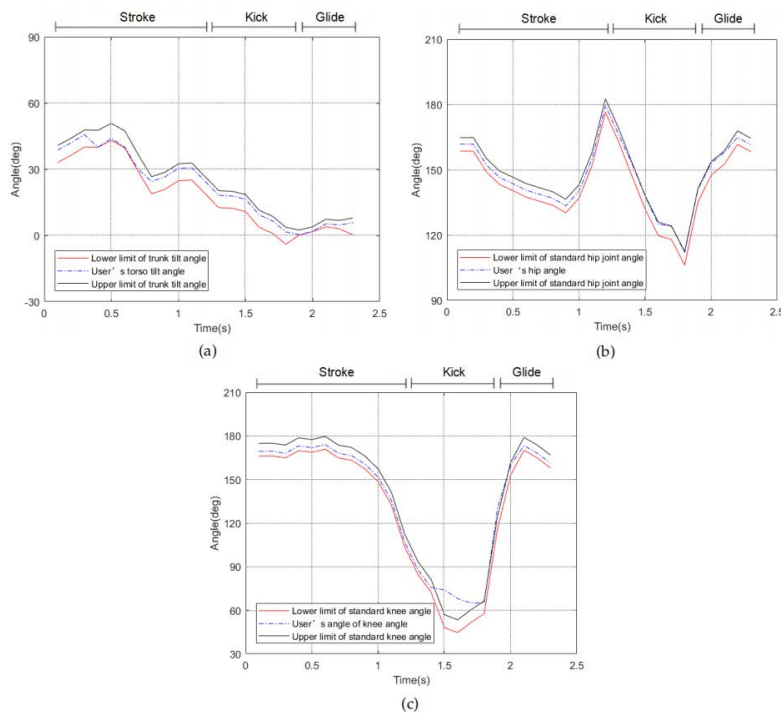 Stroke Kick Glide
90
60
30
0
-30
Angle(deg)
Lower limit of trunk tilt angle
User's torso tilt angle
Upper limit of trunk tilt angle
0 0.5 1 1.5 2 2.5
Time(s)
(a)
Stroke Kick Glide
210
180
150
120
90
Angle(deg)
Lower limit of standard hip joint angle
User‘s hip angle
Upper limit of standard hip joint angle
0 0.5 1 1.5 2 2.5
Time(s)
(b)
Stroke Kick Glide
210
180
150
120
90
60
30
Angle(deg)
Lower limit of standard knee angle
User's angle of knee angle
Upper limit of standard knee angle
0 0.5 1 1.5 2 2.5
Time(s)
(c)